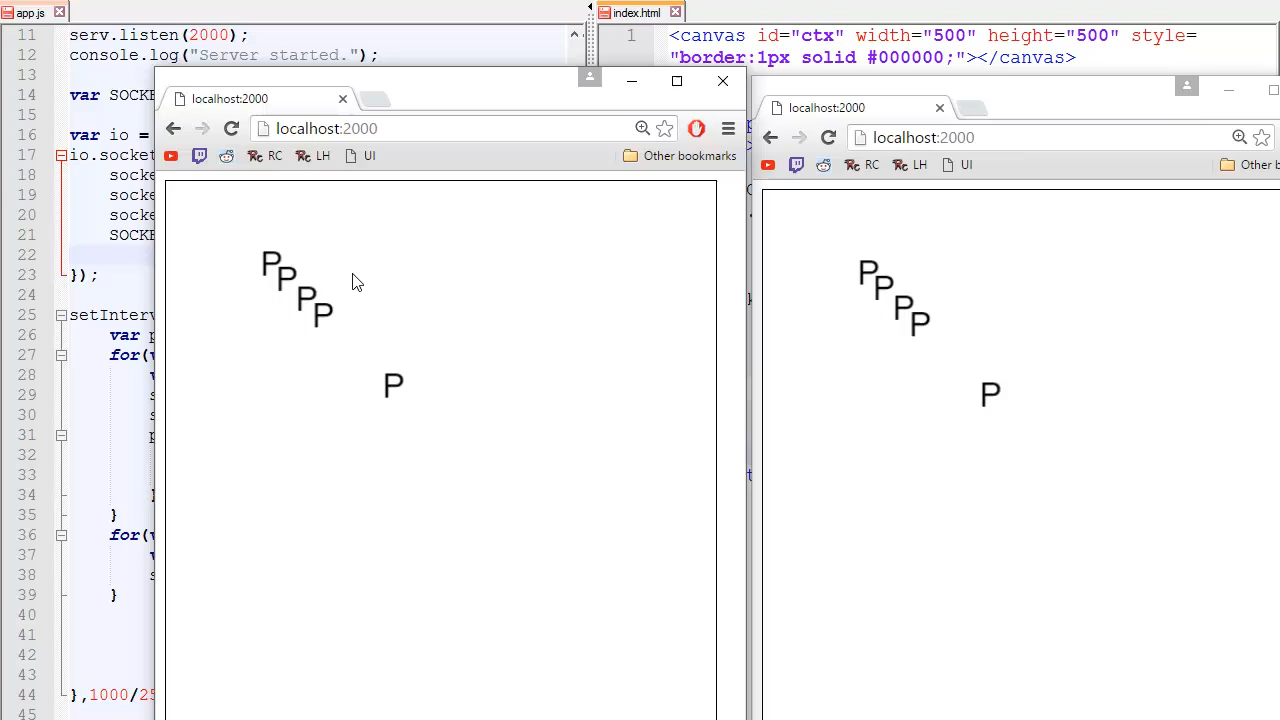 app.js
index.html
11 serv.listen(2000);
12 console.log("Server started.");
13
14 var SOCKE
15
16 var io =
17 io.socket
18 socke
19 socke
20 socke
21 SOCKE
22
23 });
24
25 setInterv
26 var p
27 for(v
28 v
29 s
30 s
31 p
32
33
34
35 }
36 for(v
37 v
38 s
39 }
40
41
42
43
44 },1000/25
45
1 <canvas id="ctx" width="500" height="500" style=
"border:1px solid #000000;"></canvas>
localhost:2000
localhost:2000
RC LH UI Other bookmarks
P
P
P
P
P
localhost:2000
localhost:2000
RC LH UI Other b
P
P
P
P
P